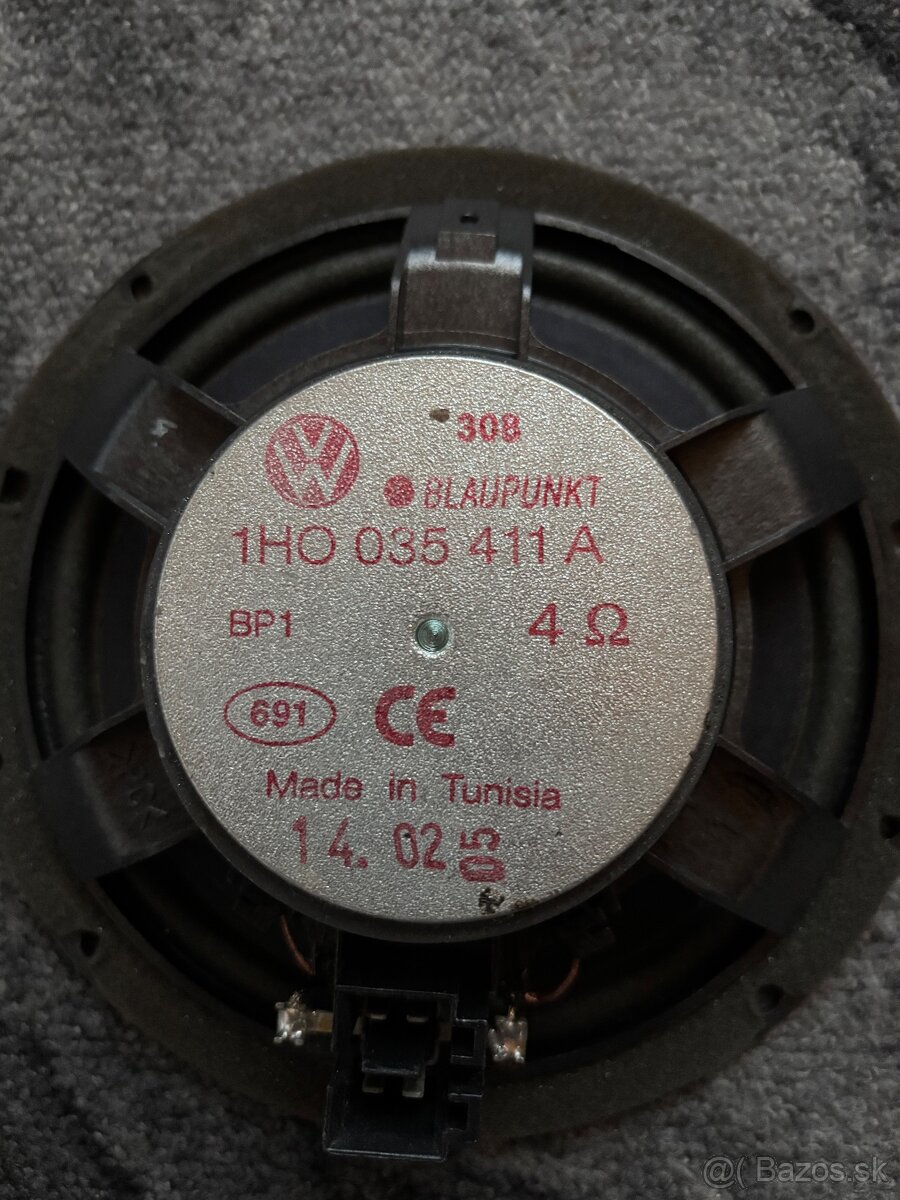 308
BLAUPUNKT
1HO 035 411 A
BP1 4 Ω
691 CE
Made in Tunisia
14. 02 05
@( Bazos.sk